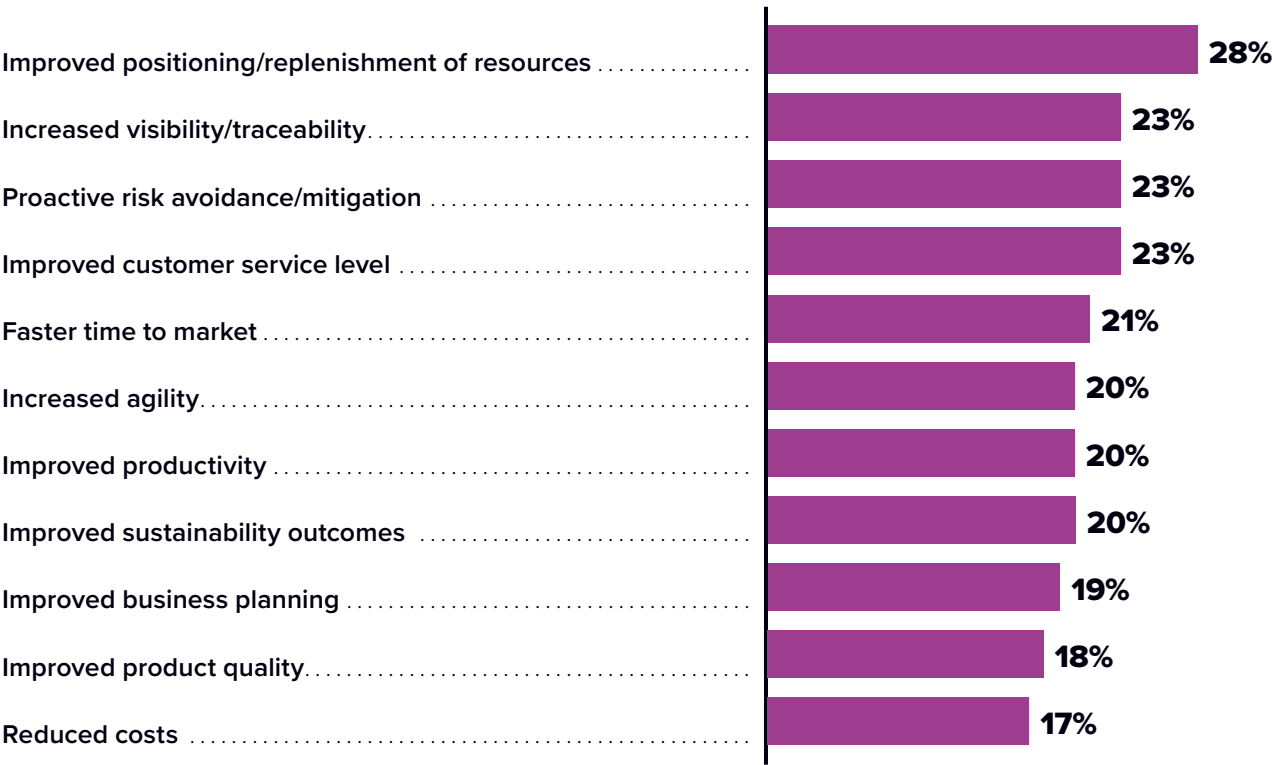 Improved positioning/replenishment of resources ............... 28%
Increased visibility/traceability..................................... 23%
Proactive risk avoidance/mitigation ............................... 23%
Improved customer service level .................................. 23%
Faster time to market ............................................... 21%
Increased agility..................................................... 20%
Improved productivity .............................................. 20%
Improved sustainability outcomes ................................ 20%
Improved business planning ....................................... 19%
Improved product quality........................................... 18%
Reduced costs ...................................................... 17%